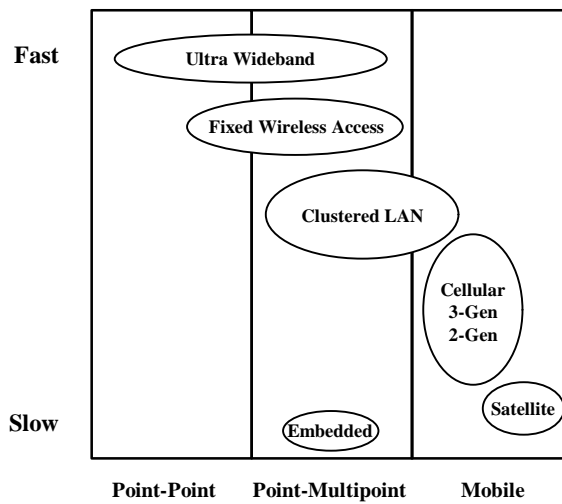 Fast
Ultra Wideband
Fixed Wireless Access
Clustered LAN
Cellular
3-Gen
2-Gen
Satellite
Slow
Embedded
Point-Point
Point-Multipoint
Mobile